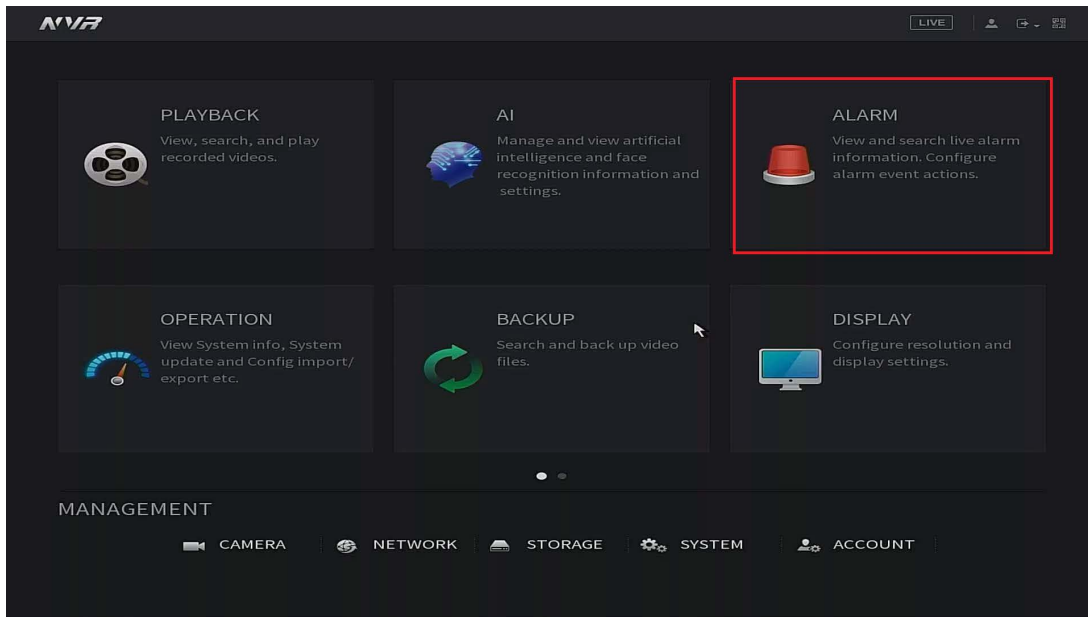 NVR
LIVE
PLAYBACK
View, search, and play
recorded videos.
AI
Manage and view artificial
intelligence and face
recognition information and
settings.
ALARM
View and search live alarm
information. Configure
alarm event actions.
OPERATION
View System info, System
update and Config import/
export etc.
BACKUP
Search and back up video
files.
DISPLAY
Configure resolution and
display settings.
MANAGEMENT
CAMERA NETWORK STORAGE SYSTEM ACCOUNT